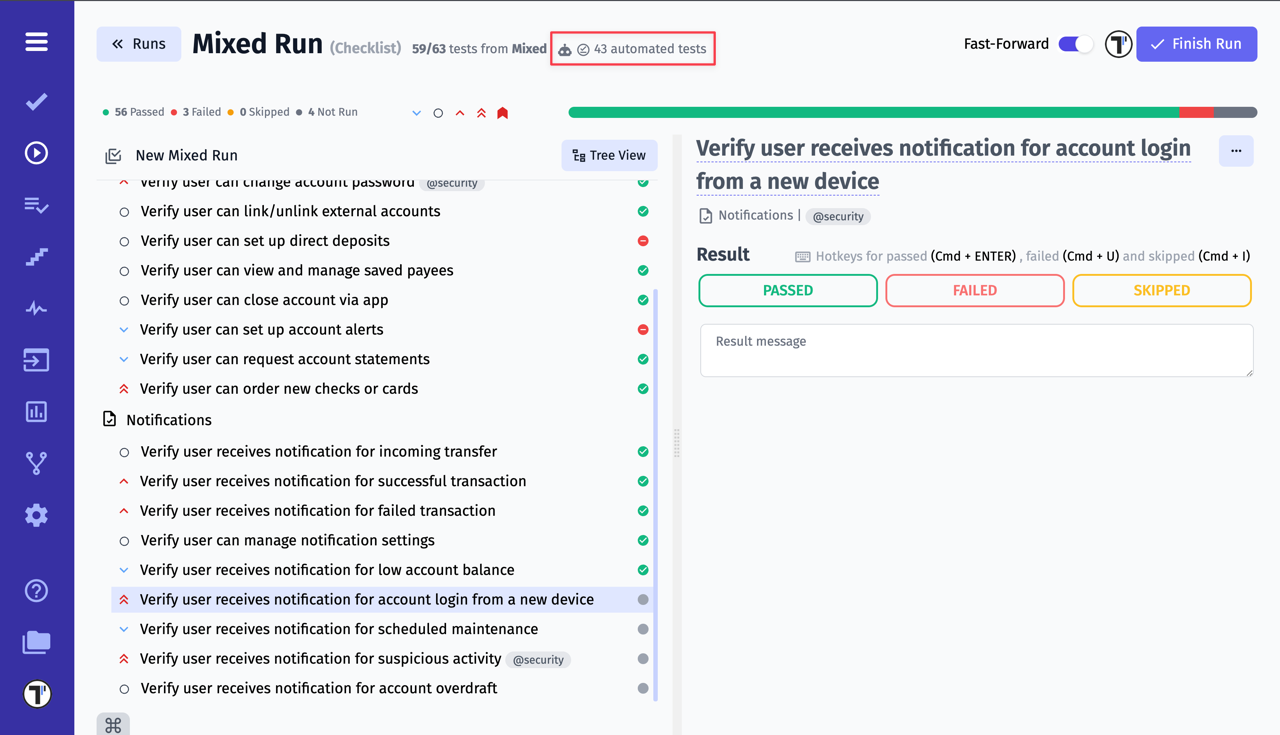 Runs
Mixed Run (Checklist) 59/63 tests from Mixed 43 automated tests
Fast-Forward
Finish Run
56 Passed 3 Failed 0 Skipped 4 Not Run
New Mixed Run
Tree View
Verify user can change account password @security
Verify user can link/unlink external accounts
Verify user can set up direct deposits
Verify user can view and manage saved payees
Verify user can close account via app
Verify user can set up account alerts
Verify user can request account statements
Verify user can order new checks or cards
Notifications
Verify user receives notification for incoming transfer
Verify user receives notification for successful transaction
Verify user receives notification for failed transaction
Verify user can manage notification settings
Verify user receives notification for low account balance
Verify user receives notification for account login from a new device
Verify user receives notification for scheduled maintenance
Verify user receives notification for suspicious activity @security
Verify user receives notification for account overdraft
Verify user receives notification for account login
from a new device
Notifications | @security
Result
Hotkeys for passed (Cmd + ENTER) , failed (Cmd + U) and skipped (Cmd + I)
PASSED FAILED SKIPPED
Result message